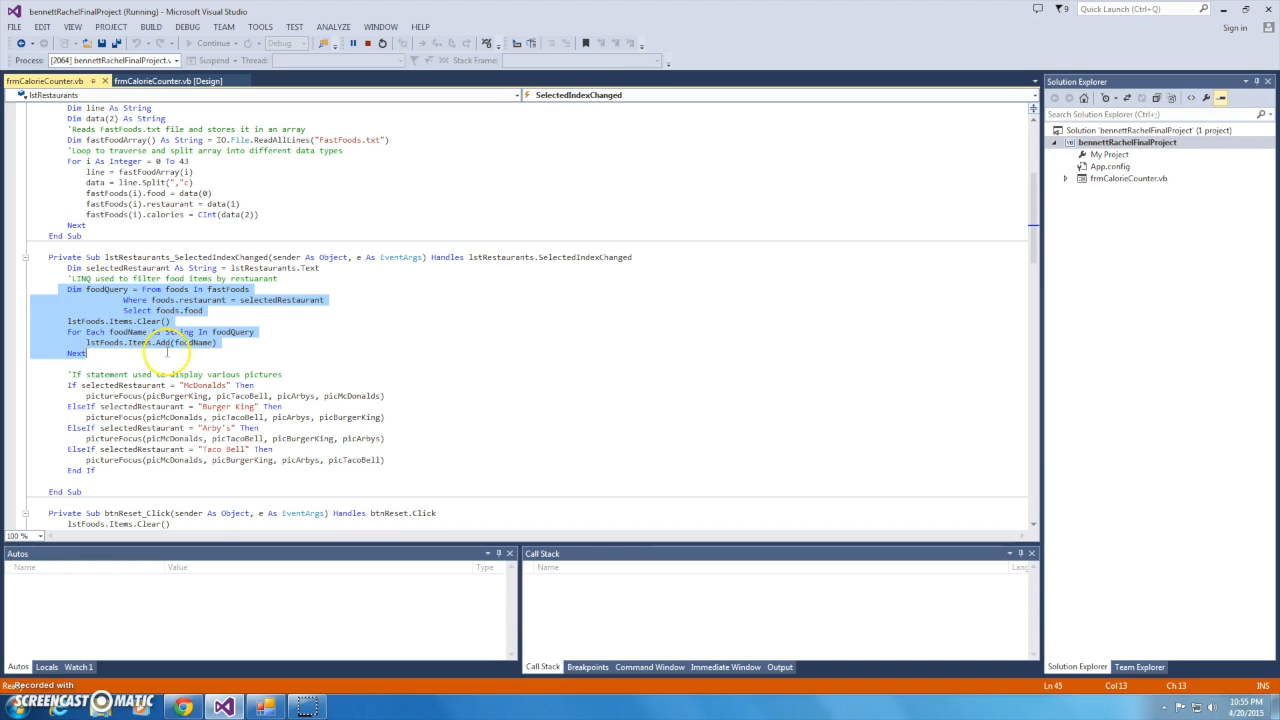 bennettRachelFinalProject (Running) - Microsoft Visual Studio
9
Quick Launch (Ctrl+Q)
FILE EDIT VIEW PROJECT BUILD DEBUG TEAM TOOLS TEST ANALYZE WINDOW HELP
Sign in
Continue Debug
Process: [2064] bennettRachelFinalProject.v Suspend Thread: Stack Frame:
frmCalorieCounter.vb frmCalorieCounter.vb [Design]
lstRestaurants SelectedIndexChanged
Dim line As String
Dim data(2) As String
'Reads FastFoods.txt file and stores it in an array
Dim fastFoodArray() As String = IO.File.ReadAllLines("FastFoods.txt")
'Loop to traverse and split array into different data types
For i As Integer = 0 To 43
line = fastFoodArray(i)
data = line.Split(","c)
fastFoods(i).food = data(0)
fastFoods(i).restaurant = data(1)
fastFoods(i).calories = CInt(data(2))
Next
End Sub
Private Sub lstRestaurants_SelectedIndexChanged(sender As Object, e As EventArgs) Handles lstRestaurants.SelectedIndexChanged
Dim selectedRestaurant As String = lstRestaurants.Text
'LINQ used to filter food items by restuarant
Dim foodQuery = From foods In fastFoods
Where foods.restaurant = selectedRestaurant
Select foods.food
lstFoods.Items.Clear()
For Each foodName As String In foodQuery
lstFoods.Items.Add(foodName)
Next
'If statement used to display various pictures
If selectedRestaurant = "McDonalds" Then
pictureFocus(picBurgerKing, picTacoBell, picArbys, picMcDonalds)
ElseIf selectedRestaurant = "Burger King" Then
pictureFocus(picMcDonalds, picTacoBell, picArbys, picBurgerKing)
ElseIf selectedRestaurant = "Arby's" Then
pictureFocus(picMcDonalds, picTacoBell, picBurgerKing, picArbys)
ElseIf selectedRestaurant = "Taco Bell" Then
pictureFocus(picMcDonalds, picBurgerKing, picArbys, picTacoBell)
End If
End Sub
Private Sub btnReset_Click(sender As Object, e As EventArgs) Handles btnReset.Click
lstFoods.Items.Clear()
100 %
Solution Explorer
Search Solution Explorer (Ctrl+;)
Solution 'bennettRachelFinalProject' (1 project)
bennettRachelFinalProject
My Project
App.config
frmCalorieCounter.vb
Autos
Name Value Type
Call Stack
Name Lang
Autos Locals Watch 1
Call Stack Breakpoints Command Window Immediate Window Output
Solution Explorer Team Explorer
Ln 45 Col 13 Ch 13 INS
Recorded with
SCREENCAST MATIC
10:55 PM
4/20/2015